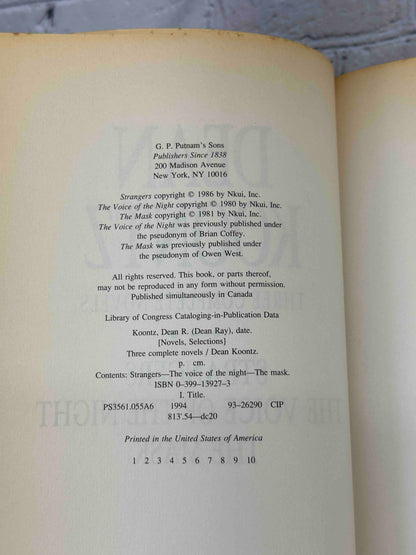 G. P. Putnam's Sons
Publishers Since 1838
200 Madison Avenue
New York, NY 10016
Strangers copyright © 1986 by Nkui, Inc.
The Voice of the Night copyright © 1980 by Nkui, Inc.
The Mask copyright © 1981 by Nkui, Inc.
The Voice of the Night was previously published under
the pseudonym of Brian Coffey.
The Mask was previously published under
the pseudonym of Owen West.
All rights reserved. This book, or parts thereof,
may not be reproduced in any form without permission.
Published simultaneously in Canada
Library of Congress Cataloging-in-Publication Data
Koontz, Dean R. (Dean Ray), date.
[Novels, Selections]
Three complete novels / Dean Koontz.
p. cm.
Contents: Strangers—The voice of the night—The mask.
ISBN 0-399-13927-3
I. Title.
PS3561.O55A6 1994 93-26290 CIP
813'.54—dc20
Printed in the United States of America
1 2 3 4 5 6 7 8 9 10